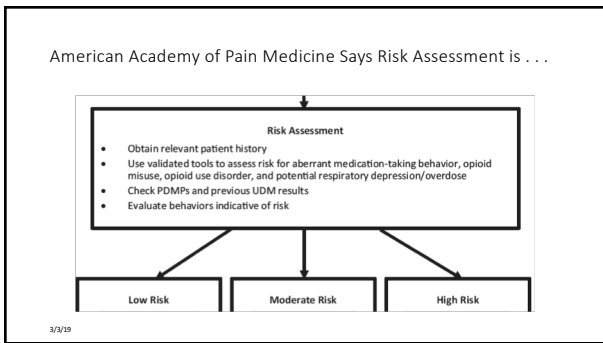 American Academy of Pain Medicine Says Risk Assessment is . . .
Risk Assessment
• Obtain relevant patient history
• Use validated tools to assess risk for aberrant medication-taking behavior, opioid
misuse, opioid use disorder, and potential respiratory depression/overdose
• Check PDMPs and previous UDM results
• Evaluate behaviors indicative of risk
Low Risk
Moderate Risk
High Risk
3/3/19